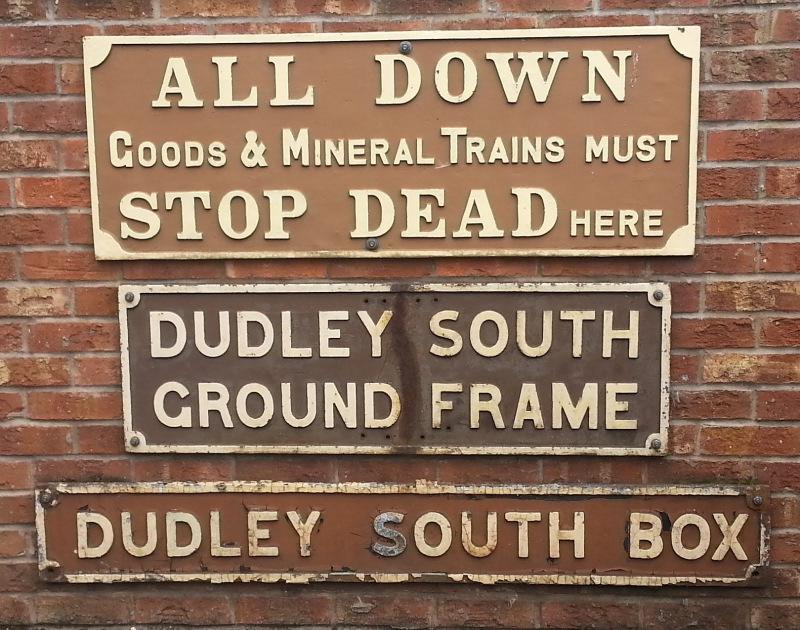 ALL DOWN
GOODS & MINERAL TRAINS MUST
STOP DEAD HERE
DUDLEY SOUTH
GROUND FRAME
DUDLEY SOUTH BOX